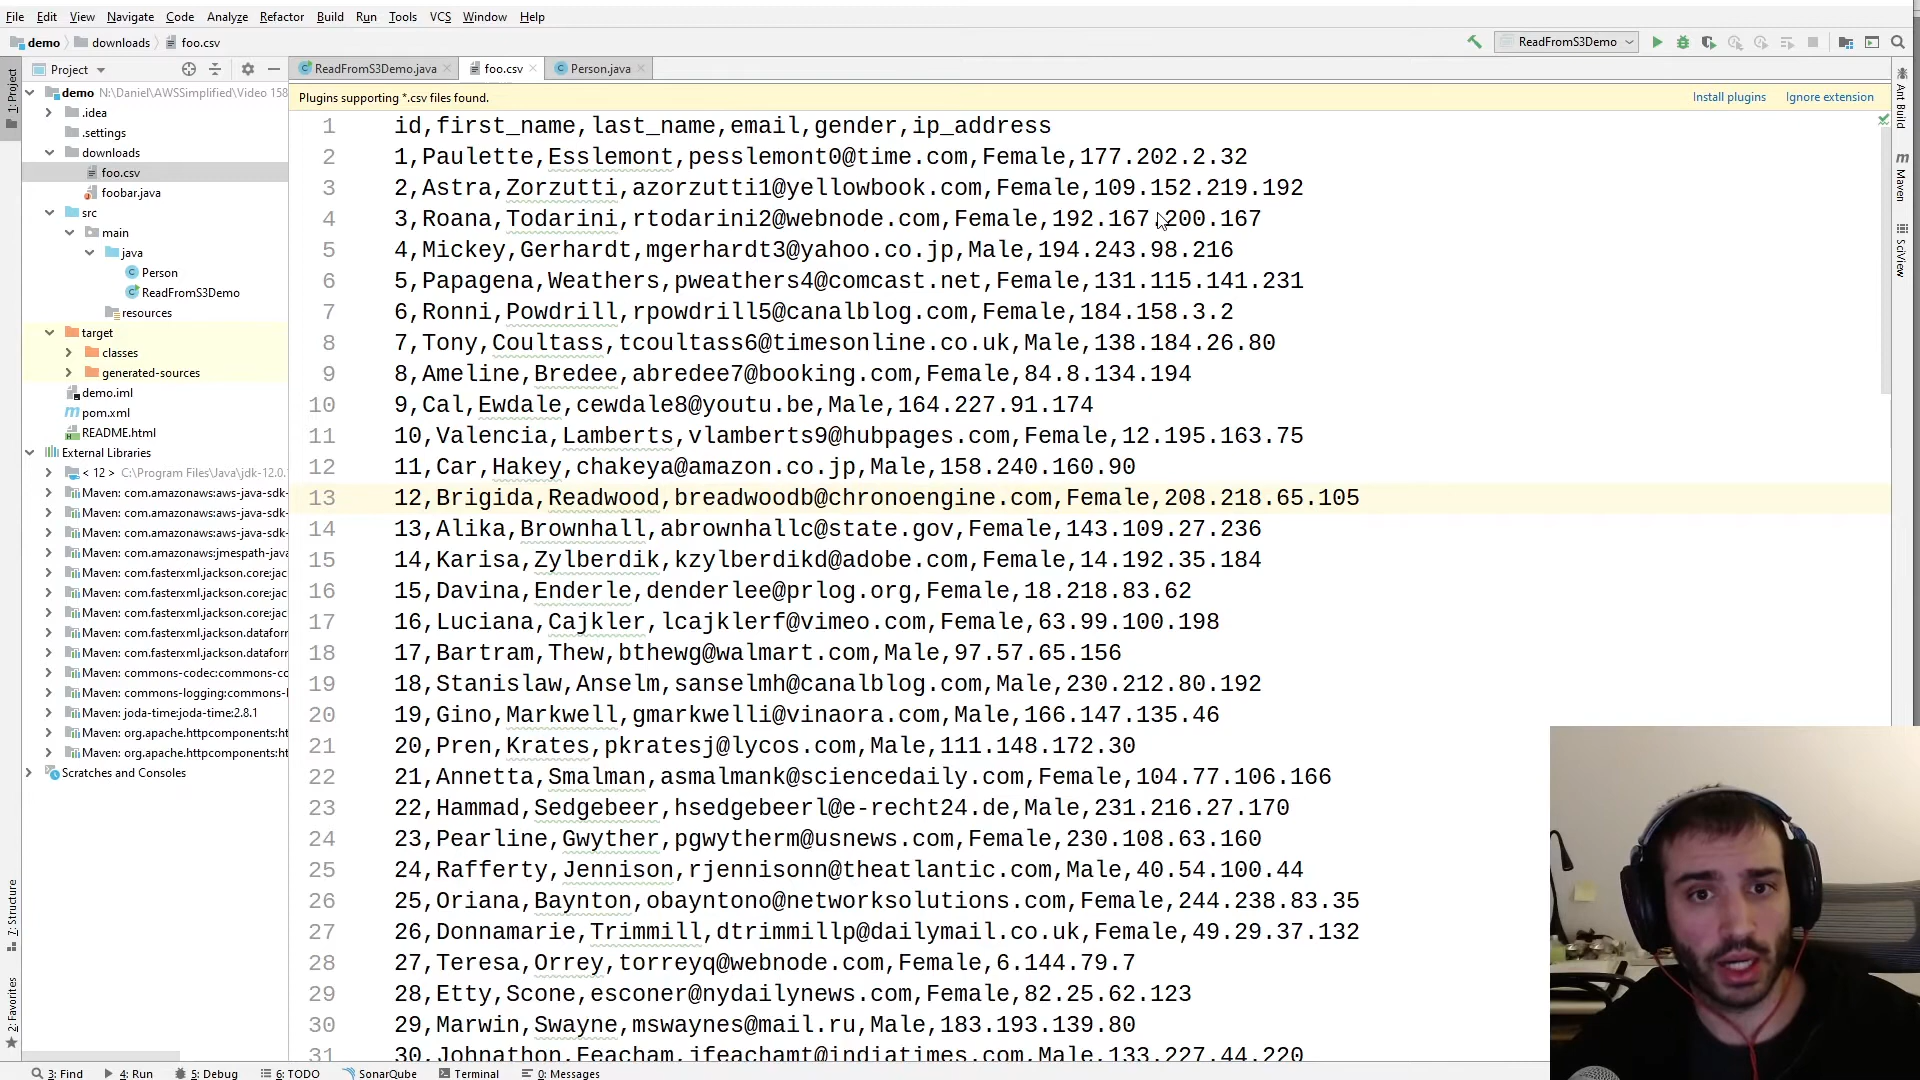 File Edit View Navigate Code Analyze Refactor Build Run Tools VCS Window Help
demo downloads foo.csv
ReadFromS3Demo
1: Project
Project
ReadFromS3Demo.java foo.csv Person.java
demo N:\Daniel\AWSSimplified\Video 158
.idea
.settings
downloads
foo.csv
foobar.java
src
main
java
Person
ReadFromS3Demo
resources
target
classes
generated-sources
demo.iml
pom.xml
README.html
External Libraries
< 12 > C:\Program Files\Java\jdk-12.0.
Maven: com.amazonaws:aws-java-sdk-
Maven: com.amazonaws:aws-java-sdk-
Maven: com.amazonaws:aws-java-sdk-
Maven: com.amazonaws:jmespath-java
Maven: com.fasterxml.jackson.core:jac
Maven: com.fasterxml.jackson.core:jac
Maven: com.fasterxml.jackson.core:jac
Maven: com.fasterxml.jackson.datafor
Maven: com.fasterxml.jackson.datafor
Maven: commons-codec:commons-co
Maven: commons-logging:commons-l
Maven: joda-time:joda-time:2.8.1
Maven: org.apache.httpcomponents:ht
Maven: org.apache.httpcomponents:ht
Scratches and Consoles
Plugins supporting *.csv files found. Install plugins Ignore extension
1 id,first_name,last_name,email,gender,ip_address
2 1,Paulette,Esslemont,pesslemont0@time.com,Female,177.202.2.32
3 2,Astra,Zorzutti,azorzutti1@yellowbook.com,Female,109.152.219.192
4 3,Roana,Todarini,rtodarini2@webnode.com,Female,192.167.200.167
5 4,Mickey,Gerhardt,mgerhardt3@yahoo.co.jp,Male,194.243.98.216
6 5,Papagena,Weathers,pweathers4@comcast.net,Female,131.115.141.231
7 6,Ronni,Powdrill,rpowdrill5@canalblog.com,Female,184.158.3.2
8 7,Tony,Coultass,tcoultass6@timesonline.co.uk,Male,138.184.26.80
9 8,Ameline,Bredee,abredee7@booking.com,Female,84.8.134.194
10 9,Cal,Ewdale,cewdale8@youtu.be,Male,164.227.91.174
11 10,Valencia,Lamberts,vlamberts9@hubpages.com,Female,12.195.163.75
12 11,Car,Hakey,chakeya@amazon.co.jp,Male,158.240.160.90
13 12,Brigida,Readwood,breadwoodb@chronoengine.com,Female,208.218.65.105
14 13,Alika,Brownhall,abrownhallc@state.gov,Female,143.109.27.236
15 14,Karisa,Zylberdik,kzylberdikd@adobe.com,Female,14.192.35.184
16 15,Davina,Enderle,denderlee@prlog.org,Female,18.218.83.62
17 16,Luciana,Cajkler,lcajklerf@vimeo.com,Female,63.99.100.198
18 17,Bartram,Thew,bthewg@walmart.com,Male,97.57.65.156
19 18,Stanislaw,Anselm,sanselmh@canalblog.com,Male,230.212.80.192
20 19,Gino,Markwell,gmarkwelli@vinaora.com,Male,166.147.135.46
21 20,Pren,Krates,pkratesj@lycos.com,Male,111.148.172.30
22 21,Annetta,Smalman,asmalmank@sciencedaily.com,Female,104.77.106.166
23 22,Hammad,Sedgebeer,hsedgebeerl@e-recht24.de,Male,231.216.27.170
24 23,Pearline,Gwyther,pgwytherm@usnews.com,Female,230.108.63.160
25 24,Rafferty,Jennison,rjennisonn@theatlantic.com,Male,40.54.100.44
26 25,Oriana,Baynton,obayntono@networksolutions.com,Female,244.238.83.35
27 26,Donnamarie,Trimmill,dtrimmillp@dailymail.co.uk,Female,49.29.37.132
28 27,Teresa,Orrey,torreyq@webnode.com,Female,6.144.79.7
29 28,Etty,Scone,esconer@nydailynews.com,Female,82.25.62.123
30 29,Marwin,Swayne,mswaynes@mail.ru,Male,183.193.139.80
31 30,Johnathon,Feacham,jfeachamt@indiatimes.com,Male,133.227.44.220
Ant Build
Maven
SciView
7: Structure
2: Favorites
3: Find 4: Run 5: Debug 6: TODO SonarQube Terminal 0: Messages